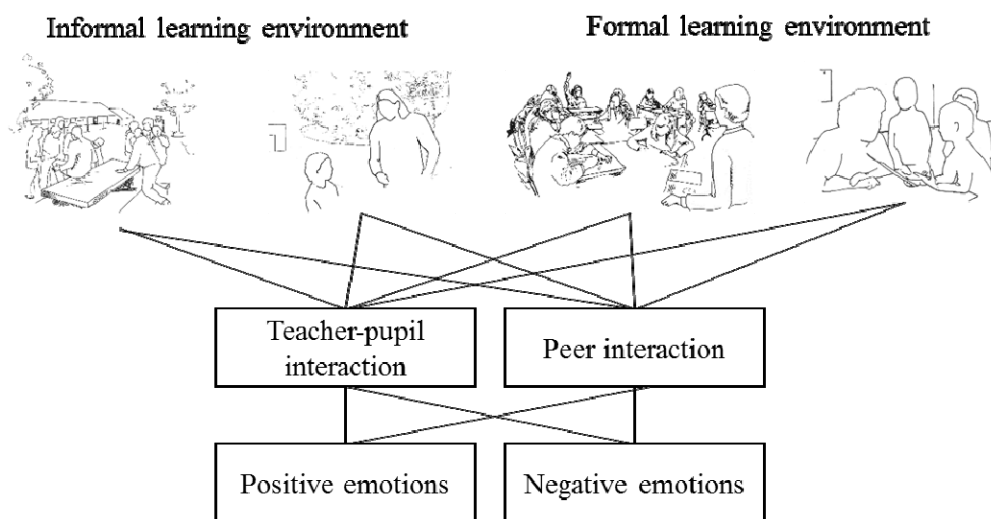 Informal learning environment
Formal learning environment
Teacher-pupil
interaction
Peer interaction
Positive emotions
Negative emotions